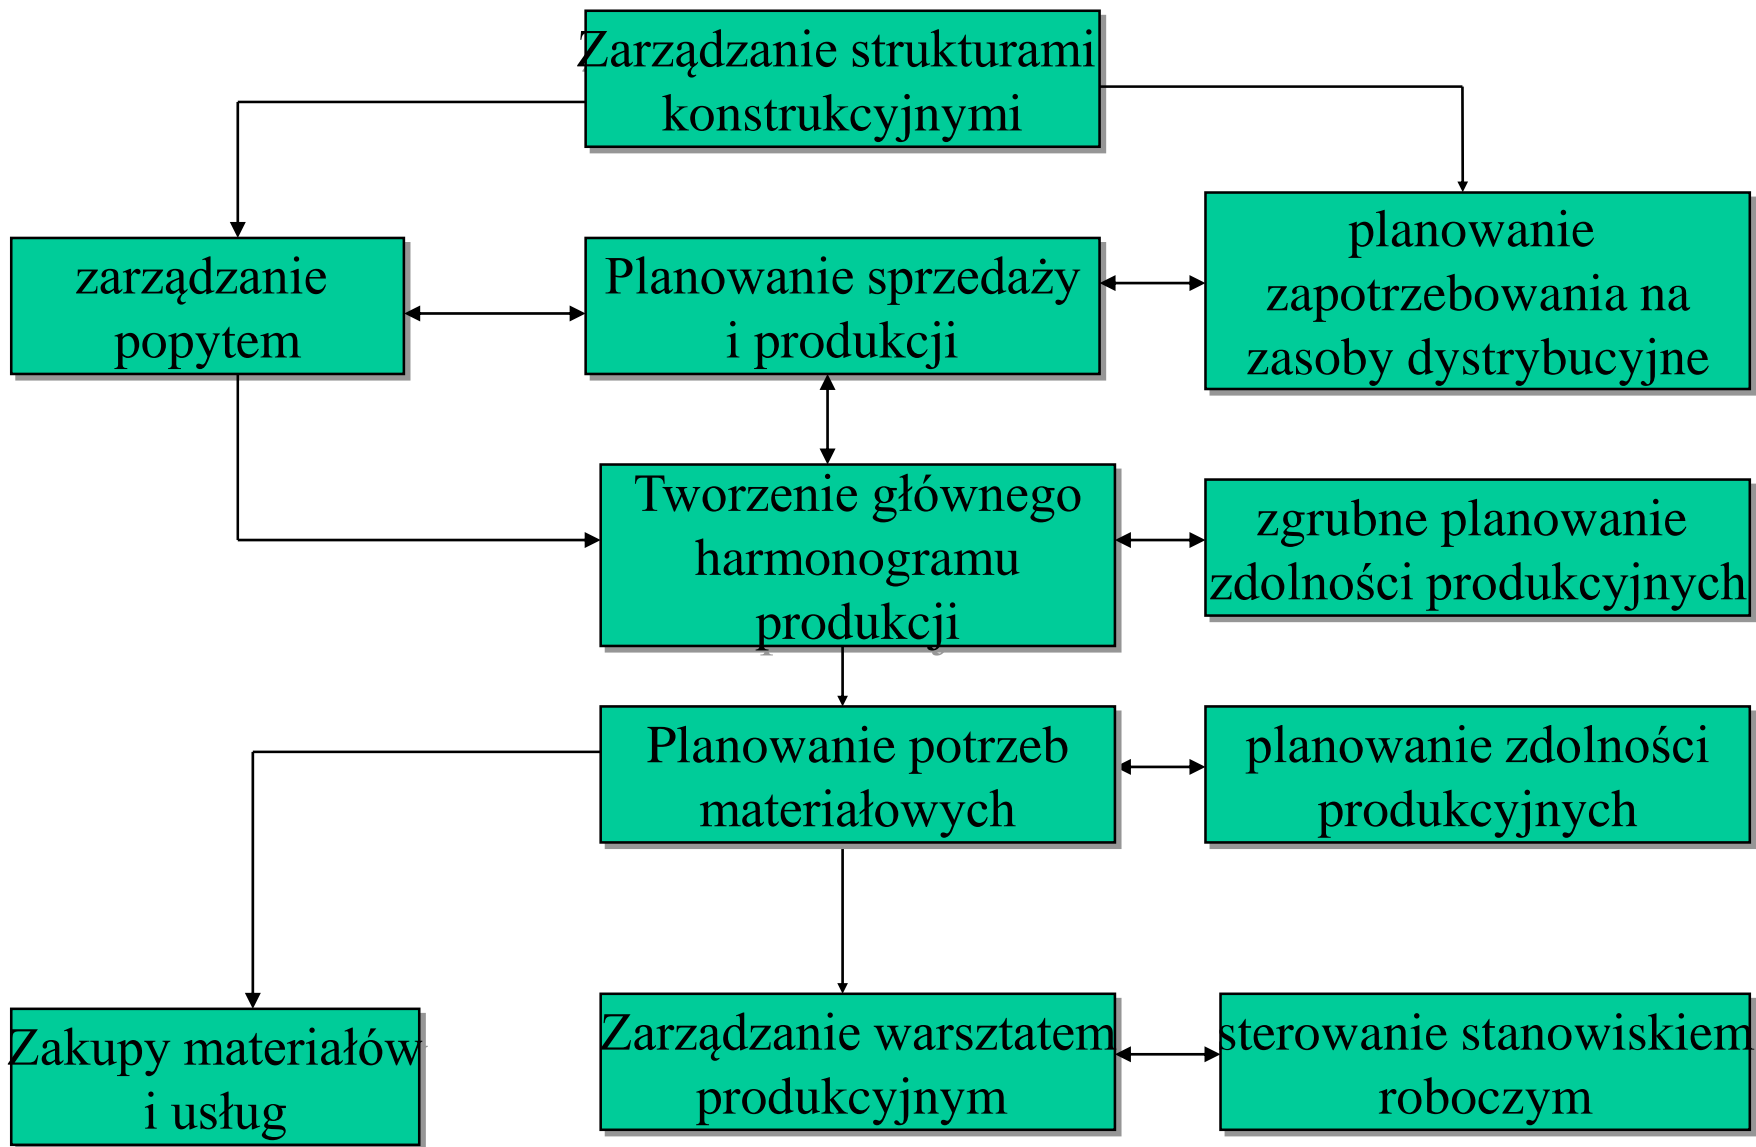 Zarządzanie strukturami
konstrukcyjnymi
zarządzanie
popytem
Planowanie sprzedaży
i produkcji
planowanie
zapotrzebowania na
zasoby dystrybucyjne
Tworzenie głównego
harmonogramu
produkcji
zgrubne planowanie
zdolności produkcyjnych
Planowanie potrzeb
materiałowych
planowanie zdolności
produkcyjnych
Zakupy materiałów
i usług
Zarządzanie warsztatem
produkcyjnym
sterowanie stanowiskiem
roboczym